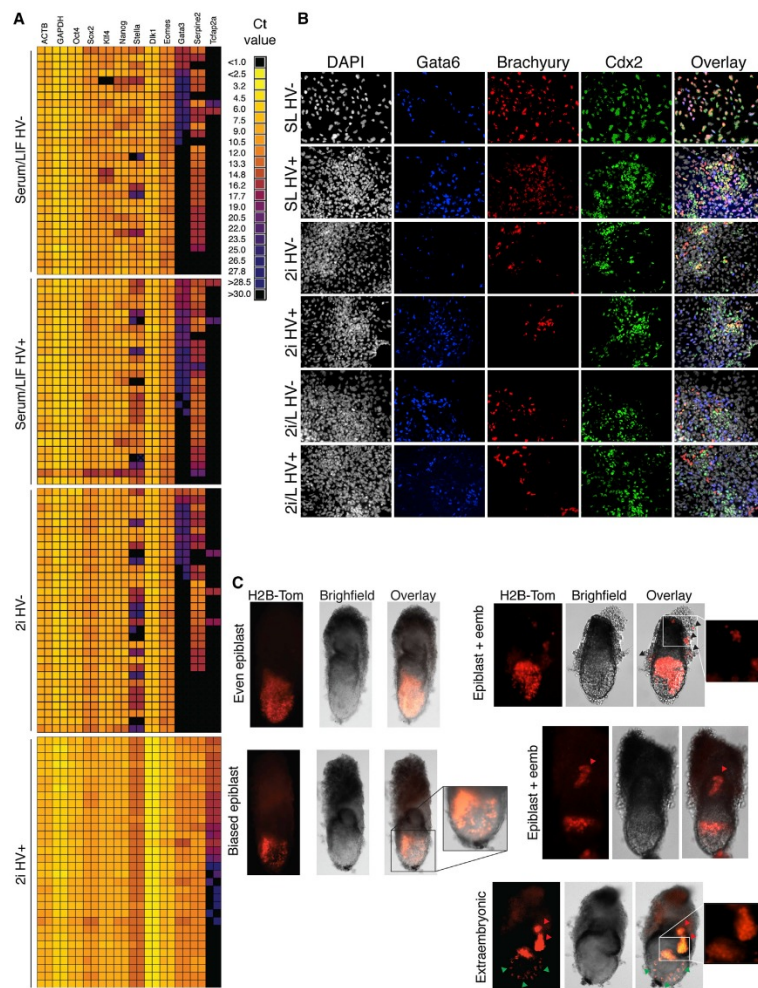 A
ACTB
GAPDH
Oct4
Sox2
Klf4
Nanog
Stella
Dlk1
Eomes
Gata3
Serpine2
Tcfap2a
Ct
value
<1.0
<2.5
3.2
4.5
6.0
7.5
9.0
10.5
12.0
13.3
14.8
16.2
17.7
19.0
20.5
22.0
23.5
25.0
26.5
27.8
>28.5
>30.0
Serum/LIF HV-
Serum/LIF HV+
2i HV-
2i HV+
B
DAPI Gata6 Brachyury Cdx2 Overlay
SL HV-
SL HV+
2i HV-
2i HV+
2i/L HV-
2i/L HV+
C
H2B-Tom Brighfield Overlay
Even epiblast
Biased epiblast
H2B-Tom Brighfield Overlay
Epiblast + eemb
Epiblast + eemb
Extraembryonic